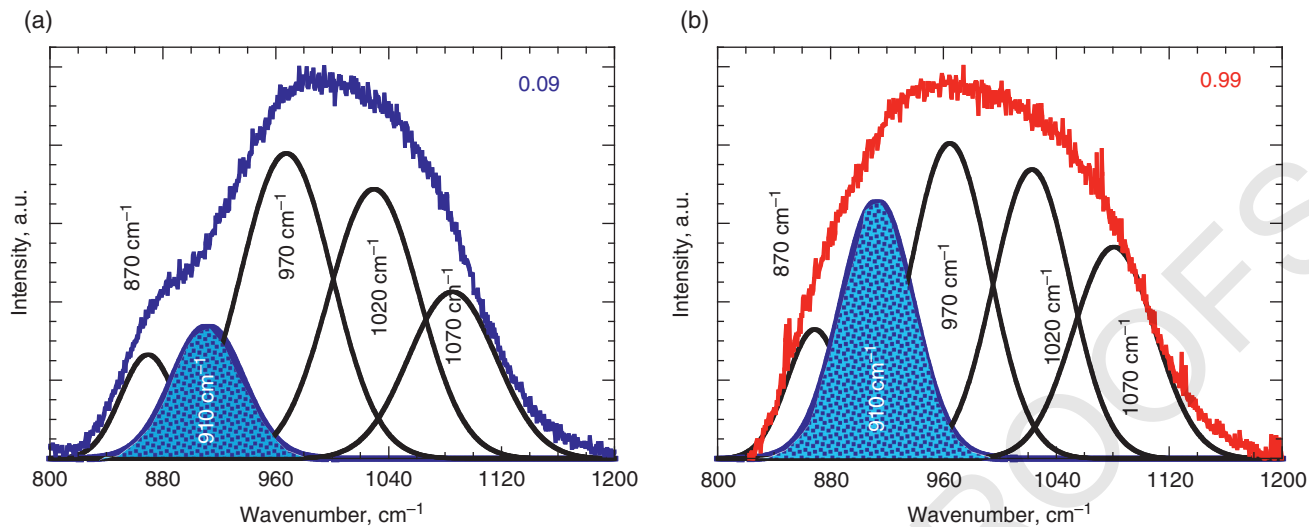 (a)
0.09
870 cm⁻¹
910 cm⁻¹
970 cm⁻¹
1020 cm⁻¹
1070 cm⁻¹
Intensity, a.u.
800 880 960 1040 1120 1200
Wavenumber, cm⁻¹
(b)
0.99
870 cm⁻¹
910 cm⁻¹
970 cm⁻¹
1020 cm⁻¹
1070 cm⁻¹
Intensity, a.u.
800 880 960 1040 1120 1200
Wavenumber, cm⁻¹
PROOFS